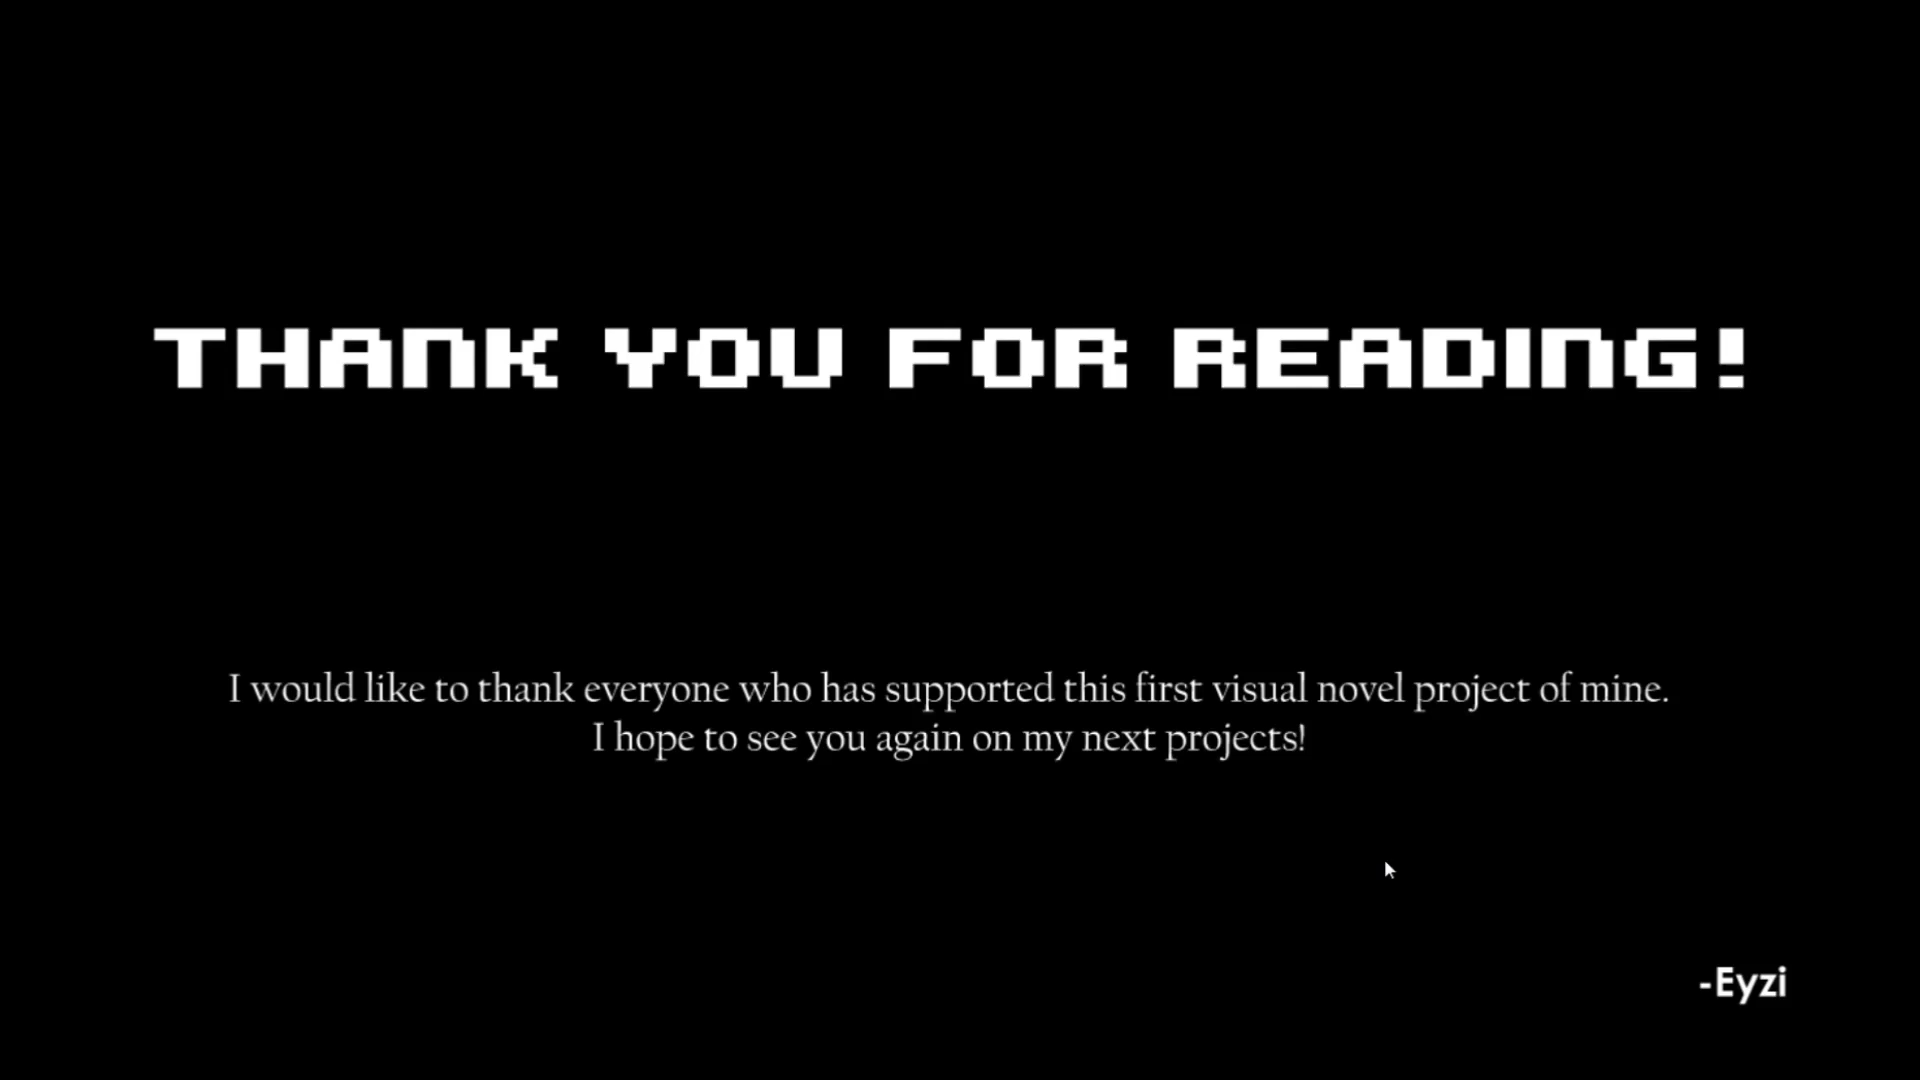 THANK YOU FOR READING!
I would like to thank everyone who has supported this first visual novel project of mine.
I hope to see you again on my next projects!
-Eyzi